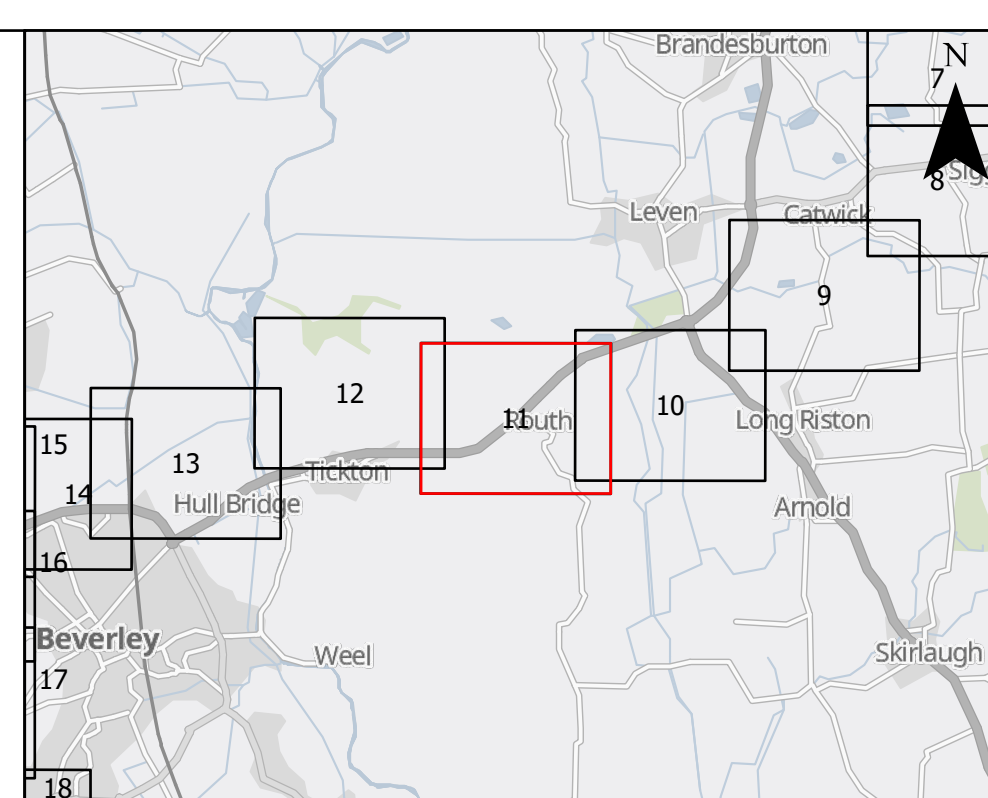 Brandesburton
N
7
8
Leven
Catwick
9
12
10
11
Routh
Long Riston
15
13
Tickton
14
Hull Bridge
Arnold
16
Beverley
Weel
Skirlaugh
17
18